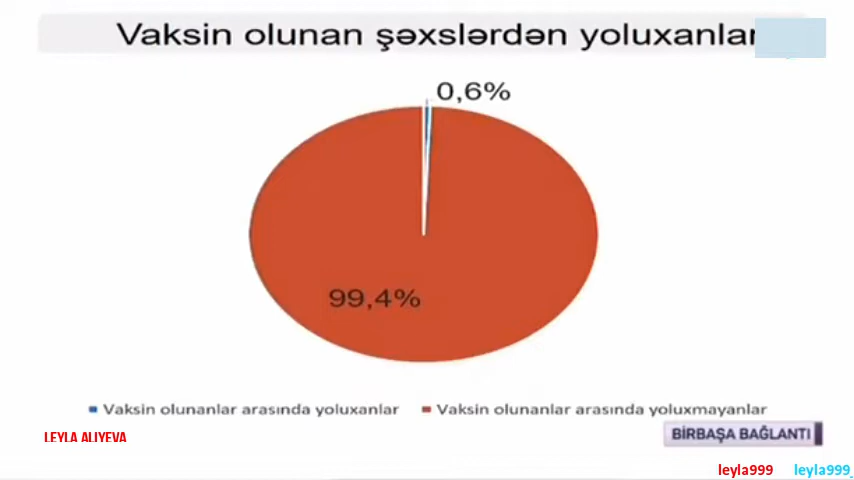 Vaksin olunan şəxslərdən yoluxanlar
0,6%
99,4%
Vaksin olunanlar arasında yoluxanlar
Vaksin olunanlar arasında yoluxmayanlar
LEYLA ALIYEVA
BİRBAŞA BAĞLANTI
leyla999
leyla999_